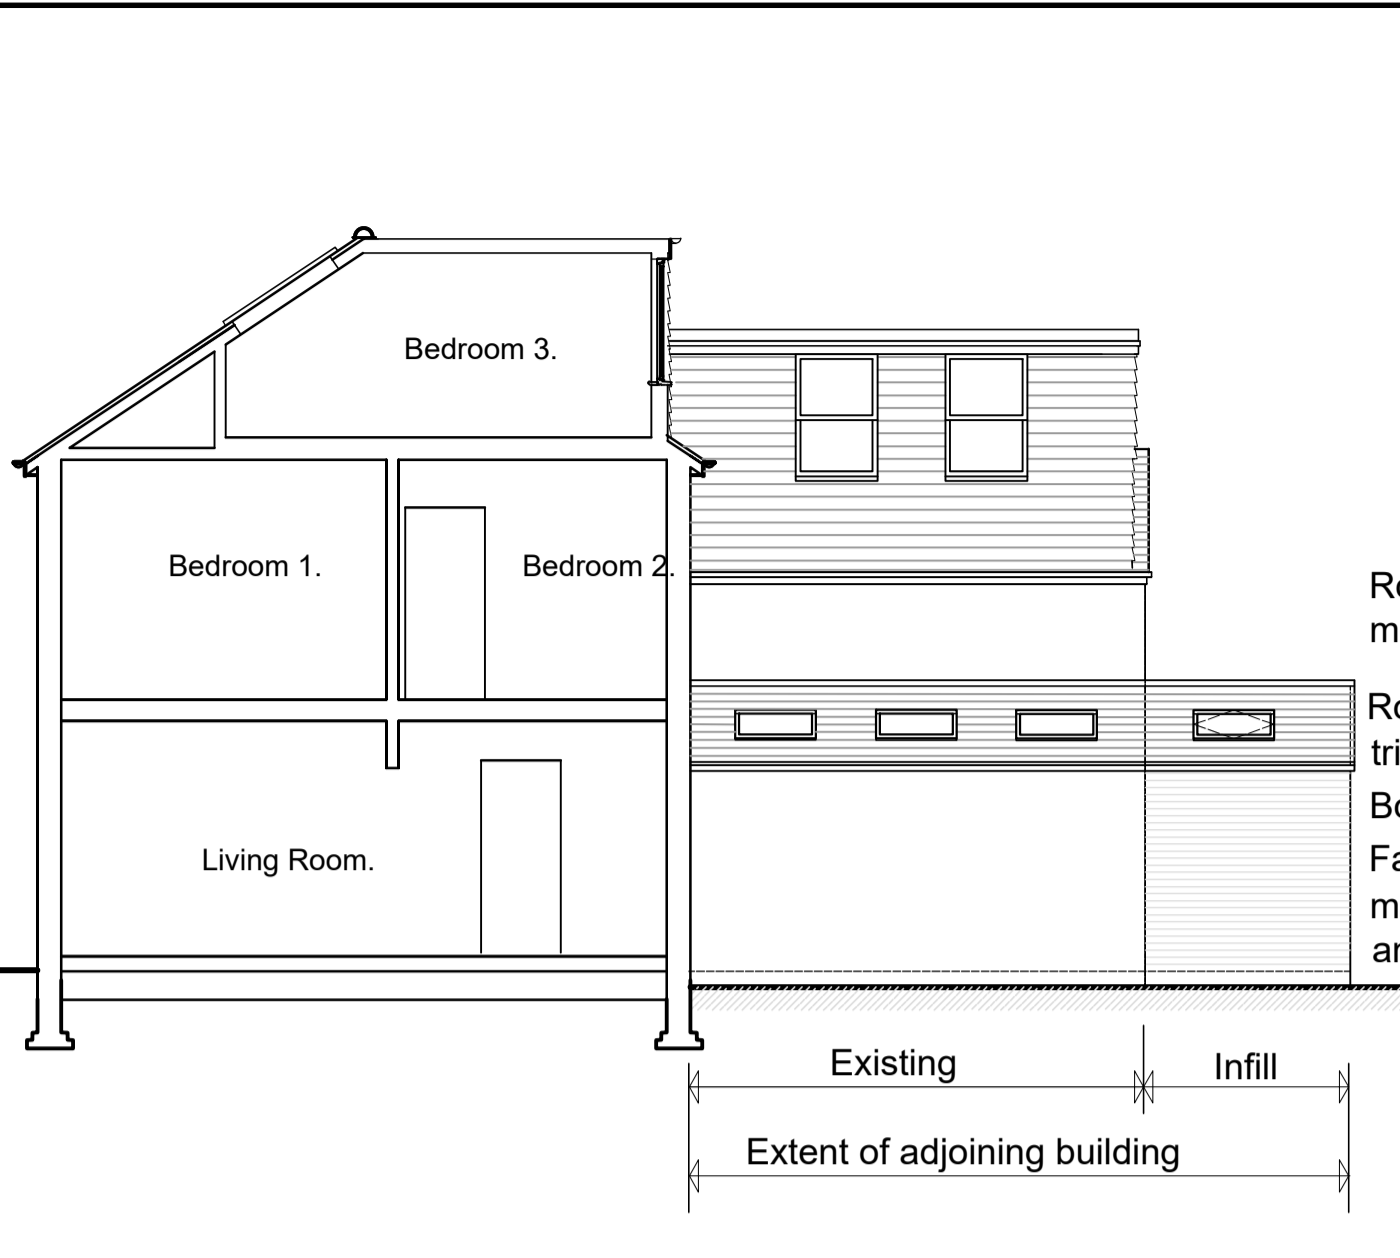 Bedroom 3.
Bedroom 1.
Bedroom 2.
Living Room.
Existing
Infill
Extent of adjoining building